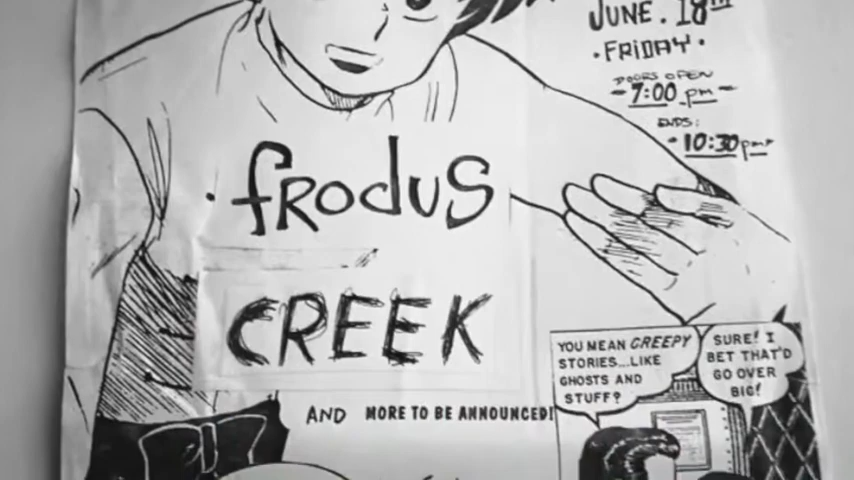 JUNE. 18TH
·FRiDAY·
DOORS OPEN
-7:00 pm-
ENDS:
-10:30pm-
·fRodUS
CREEK
AND MORE TO BE ANNOUNCED!
YOU MEAN CREEPY
STORIES...LIKE
GHOSTS AND
STUFF?
SURE! I
BET THAT'D
GO OVER
BIG!